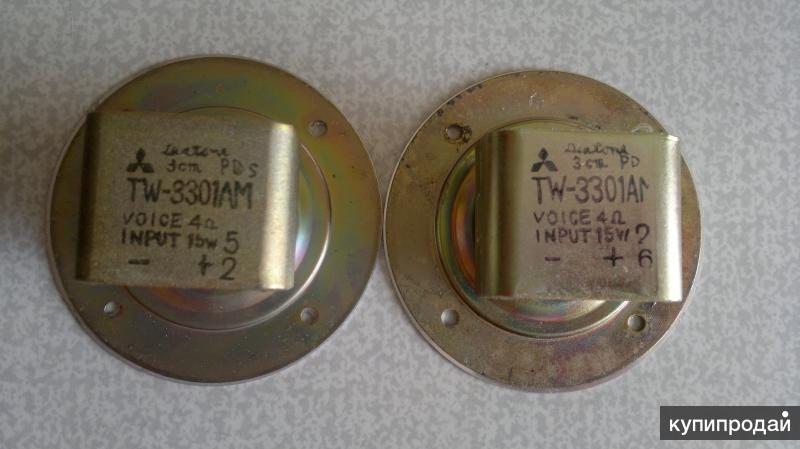 Diatone
3cm PDS
TW-3301AM
VOICE 4Ω
INPUT 15W 5
- +2
Diatone
3cm PD
TW-3301AM
VOICE 4Ω
INPUT 15W 2
- + 6
купипродай